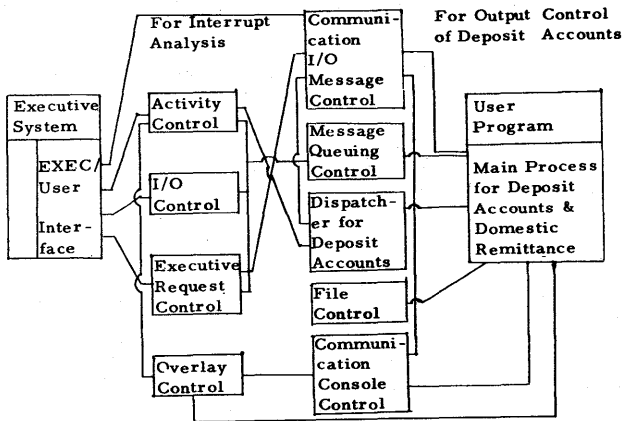 For Interrupt
Analysis
For Output Control
of Deposit Accounts
Executive
System
EXEC/
User
Inter-
face
Activity
Control
I/O
Control
Executive
Request Control
Overlay
Control
Communi-
cation
I/O
Message
Control
Message
Queuing
Control
Dispatch-
er for
Deposit
Accounts
File
Control
Communi-
cation
Console
Control
User
Program
Main Process
for Deposit
Accounts &
Domestic
Remittance